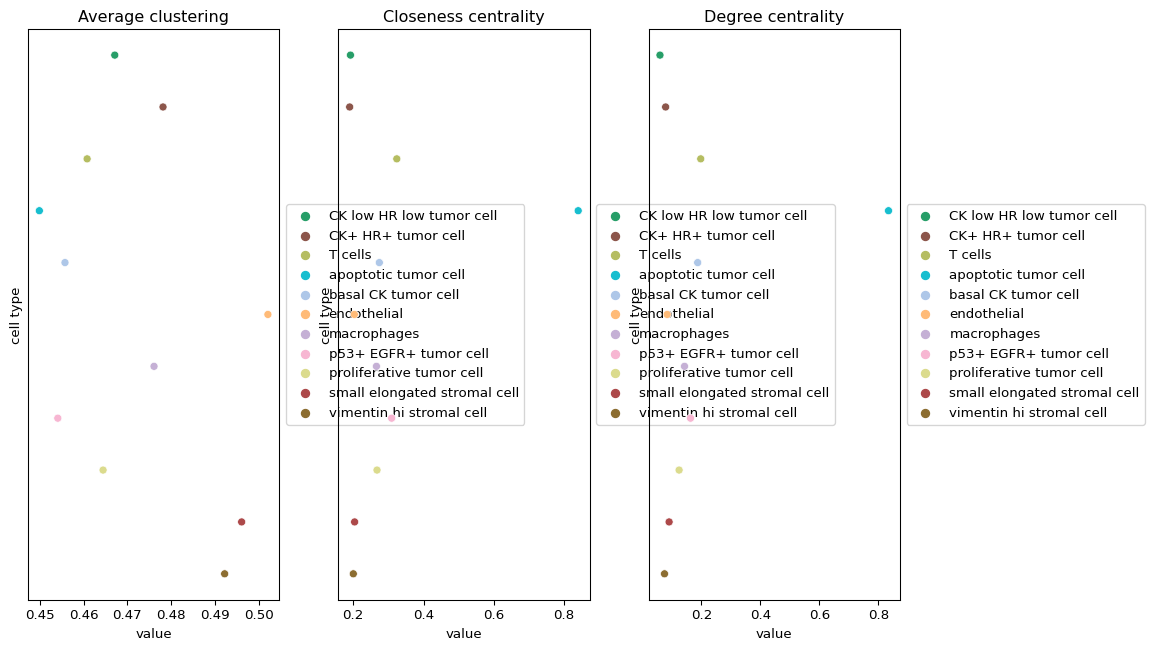 Average clustering
Closeness centrality
Degree centrality
cell type
cell type
cell type
CK low HR low tumor cell
CK+ HR+ tumor cell
T cells
apoptotic tumor cell
basal CK tumor cell
endothelial
macrophages
p53+ EGFR+ tumor cell
proliferative tumor cell
small elongated stromal cell
vimentin hi stromal cell
CK low HR low tumor cell
CK+ HR+ tumor cell
T cells
apoptotic tumor cell
basal CK tumor cell
endothelial
macrophages
p53+ EGFR+ tumor cell
proliferative tumor cell
small elongated stromal cell
vimentin hi stromal cell
CK low HR low tumor cell
CK+ HR+ tumor cell
T cells
apoptotic tumor cell
basal CK tumor cell
endothelial
macrophages
p53+ EGFR+ tumor cell
proliferative tumor cell
small elongated stromal cell
vimentin hi stromal cell
0.45 0.46 0.47 0.48 0.49 0.50
0.2 0.4 0.6 0.8
0.2 0.4 0.6 0.8
value
value
value